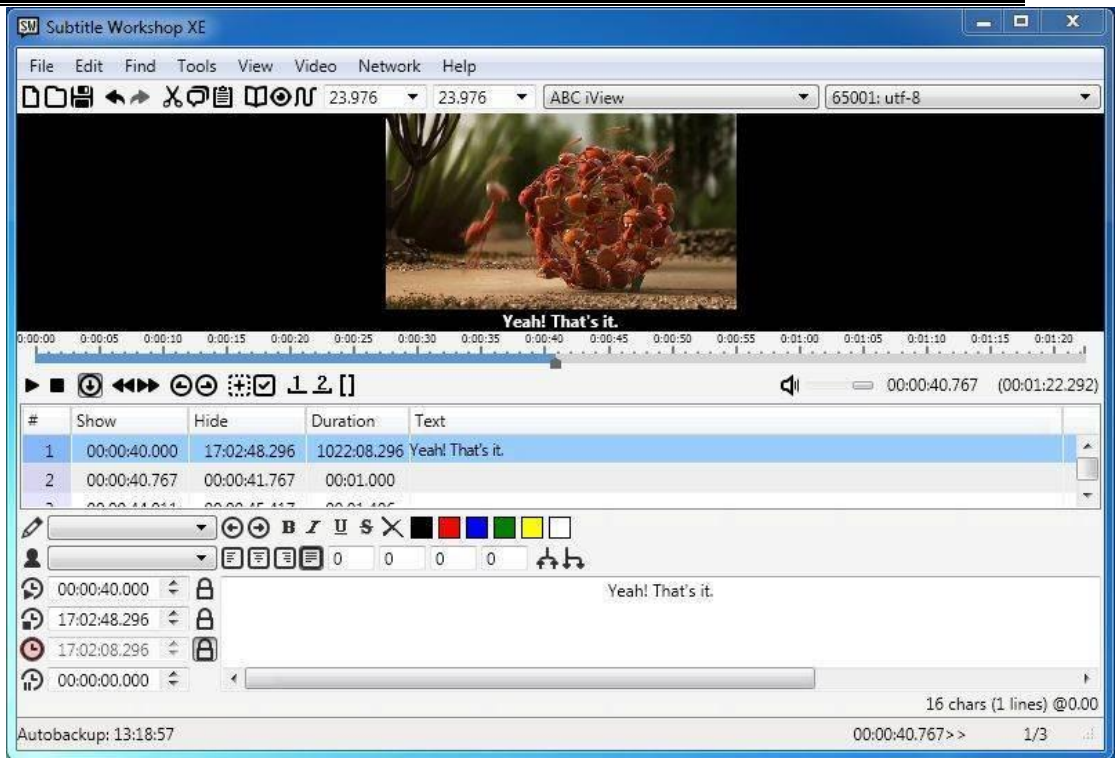 SW Subtitle Workshop XE
File Edit Find Tools View Video Network Help
23.976 23.976 ABC iView 65001: utf-8
Yeah! That's it.
0:00:00 0:00:05 0:00:10 0:00:15 0:00:20 0:00:25 0:00:30 0:00:35 0:00:40 0:00:45 0:00:50 0:00:55 0:01:00 0:01:05 0:01:10 0:01:15 0:01:20
1 2 [] 00:00:40.767 (00:01:22.292)
# Show Hide Duration Text
1 00:00:40.000 17:02:48.296 1022:08.296 Yeah! That's it.
2 00:00:40.767 00:00:41.767 00:01.000
B I U S
0 0 0 0
00:00:40.000 Yeah! That's it.
17:02:48.296
17:02:08.296
00:00:00.000
16 chars (1 lines) @0.00
Autobackup: 13:18:57 00:00:40.767>> 1/3